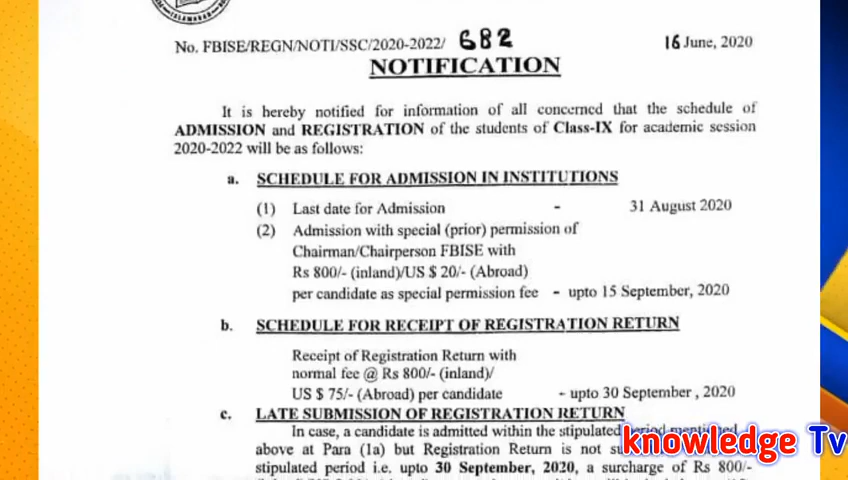 ISLAMABAD
No. FBISE/REGN/NOTI/SSC/2020-2022/ 682 16 June, 2020
NOTIFICATION
It is hereby notified for information of all concerned that the schedule of
ADMISSION and REGISTRATION of the students of Class-IX for academic session
2020-2022 will be as follows:
a. SCHEDULE FOR ADMISSION IN INSTITUTIONS
(1) Last date for Admission - 31 August 2020
(2) Admission with special (prior) permission of
Chairman/Chairperson FBISE with
Rs 800/- (inland)/US $ 20/- (Abroad)
per candidate as special permission fee - upto 15 September, 2020
b. SCHEDULE FOR RECEIPT OF REGISTRATION RETURN
Receipt of Registration Return with
normal fee @ Rs 800/- (inland)/
US $ 75/- (Abroad) per candidate - upto 30 September , 2020
c. LATE SUBMISSION OF REGISTRATION RETURN
In case, a candidate is admitted within the stipulated period mentioned
above at Para (1a) but Registration Return is not
knowledge Tv
stipulated period i.e. upto 30 September, 2020, a surcharge of Rs 800/-